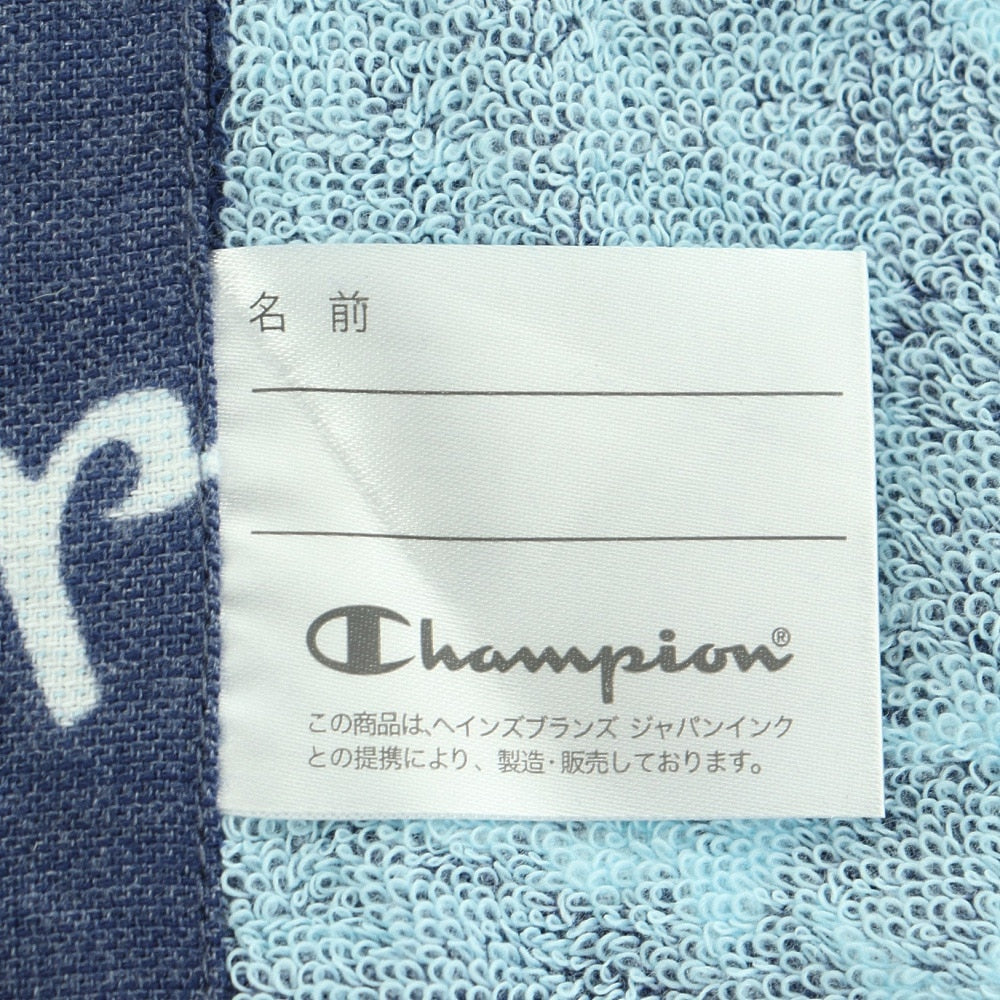 名 前
Champion®
この商品は、ヘインズブランズ ジャパンインク
との提携により、製造・販売しております。